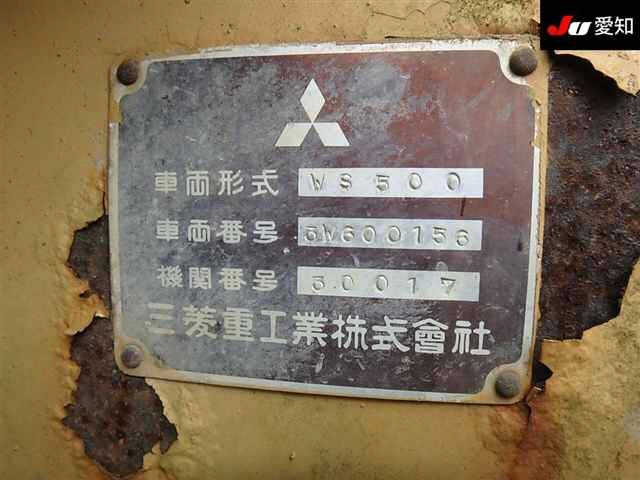 JU 愛知
車両形式 WS500
車両番号 5W600156
機関番号 30017
三菱重工業株式會社